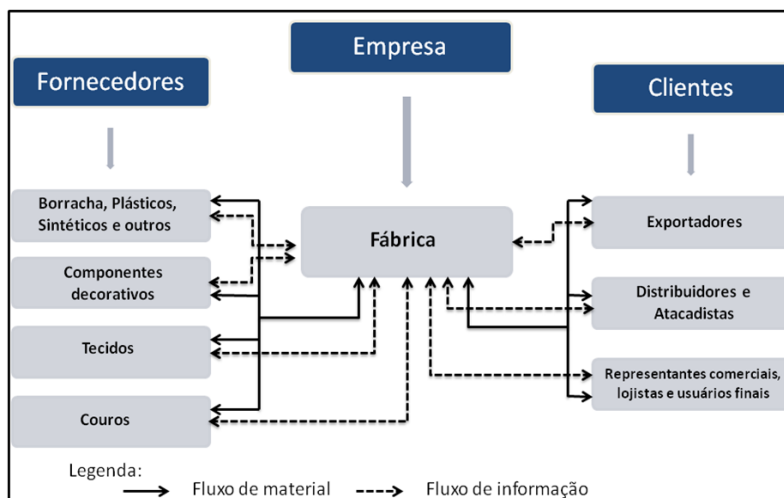 Empresa
Fornecedores
Clientes
Borracha, Plásticos,
Sintéticos e outros
Fábrica
Exportadores
Componentes
decorativos
Distribuidores e
Atacadistas
Tecidos
Representantes comerciais,
lojistas e usuários finais
Couros
Legenda:
Fluxo de material
Fluxo de informação